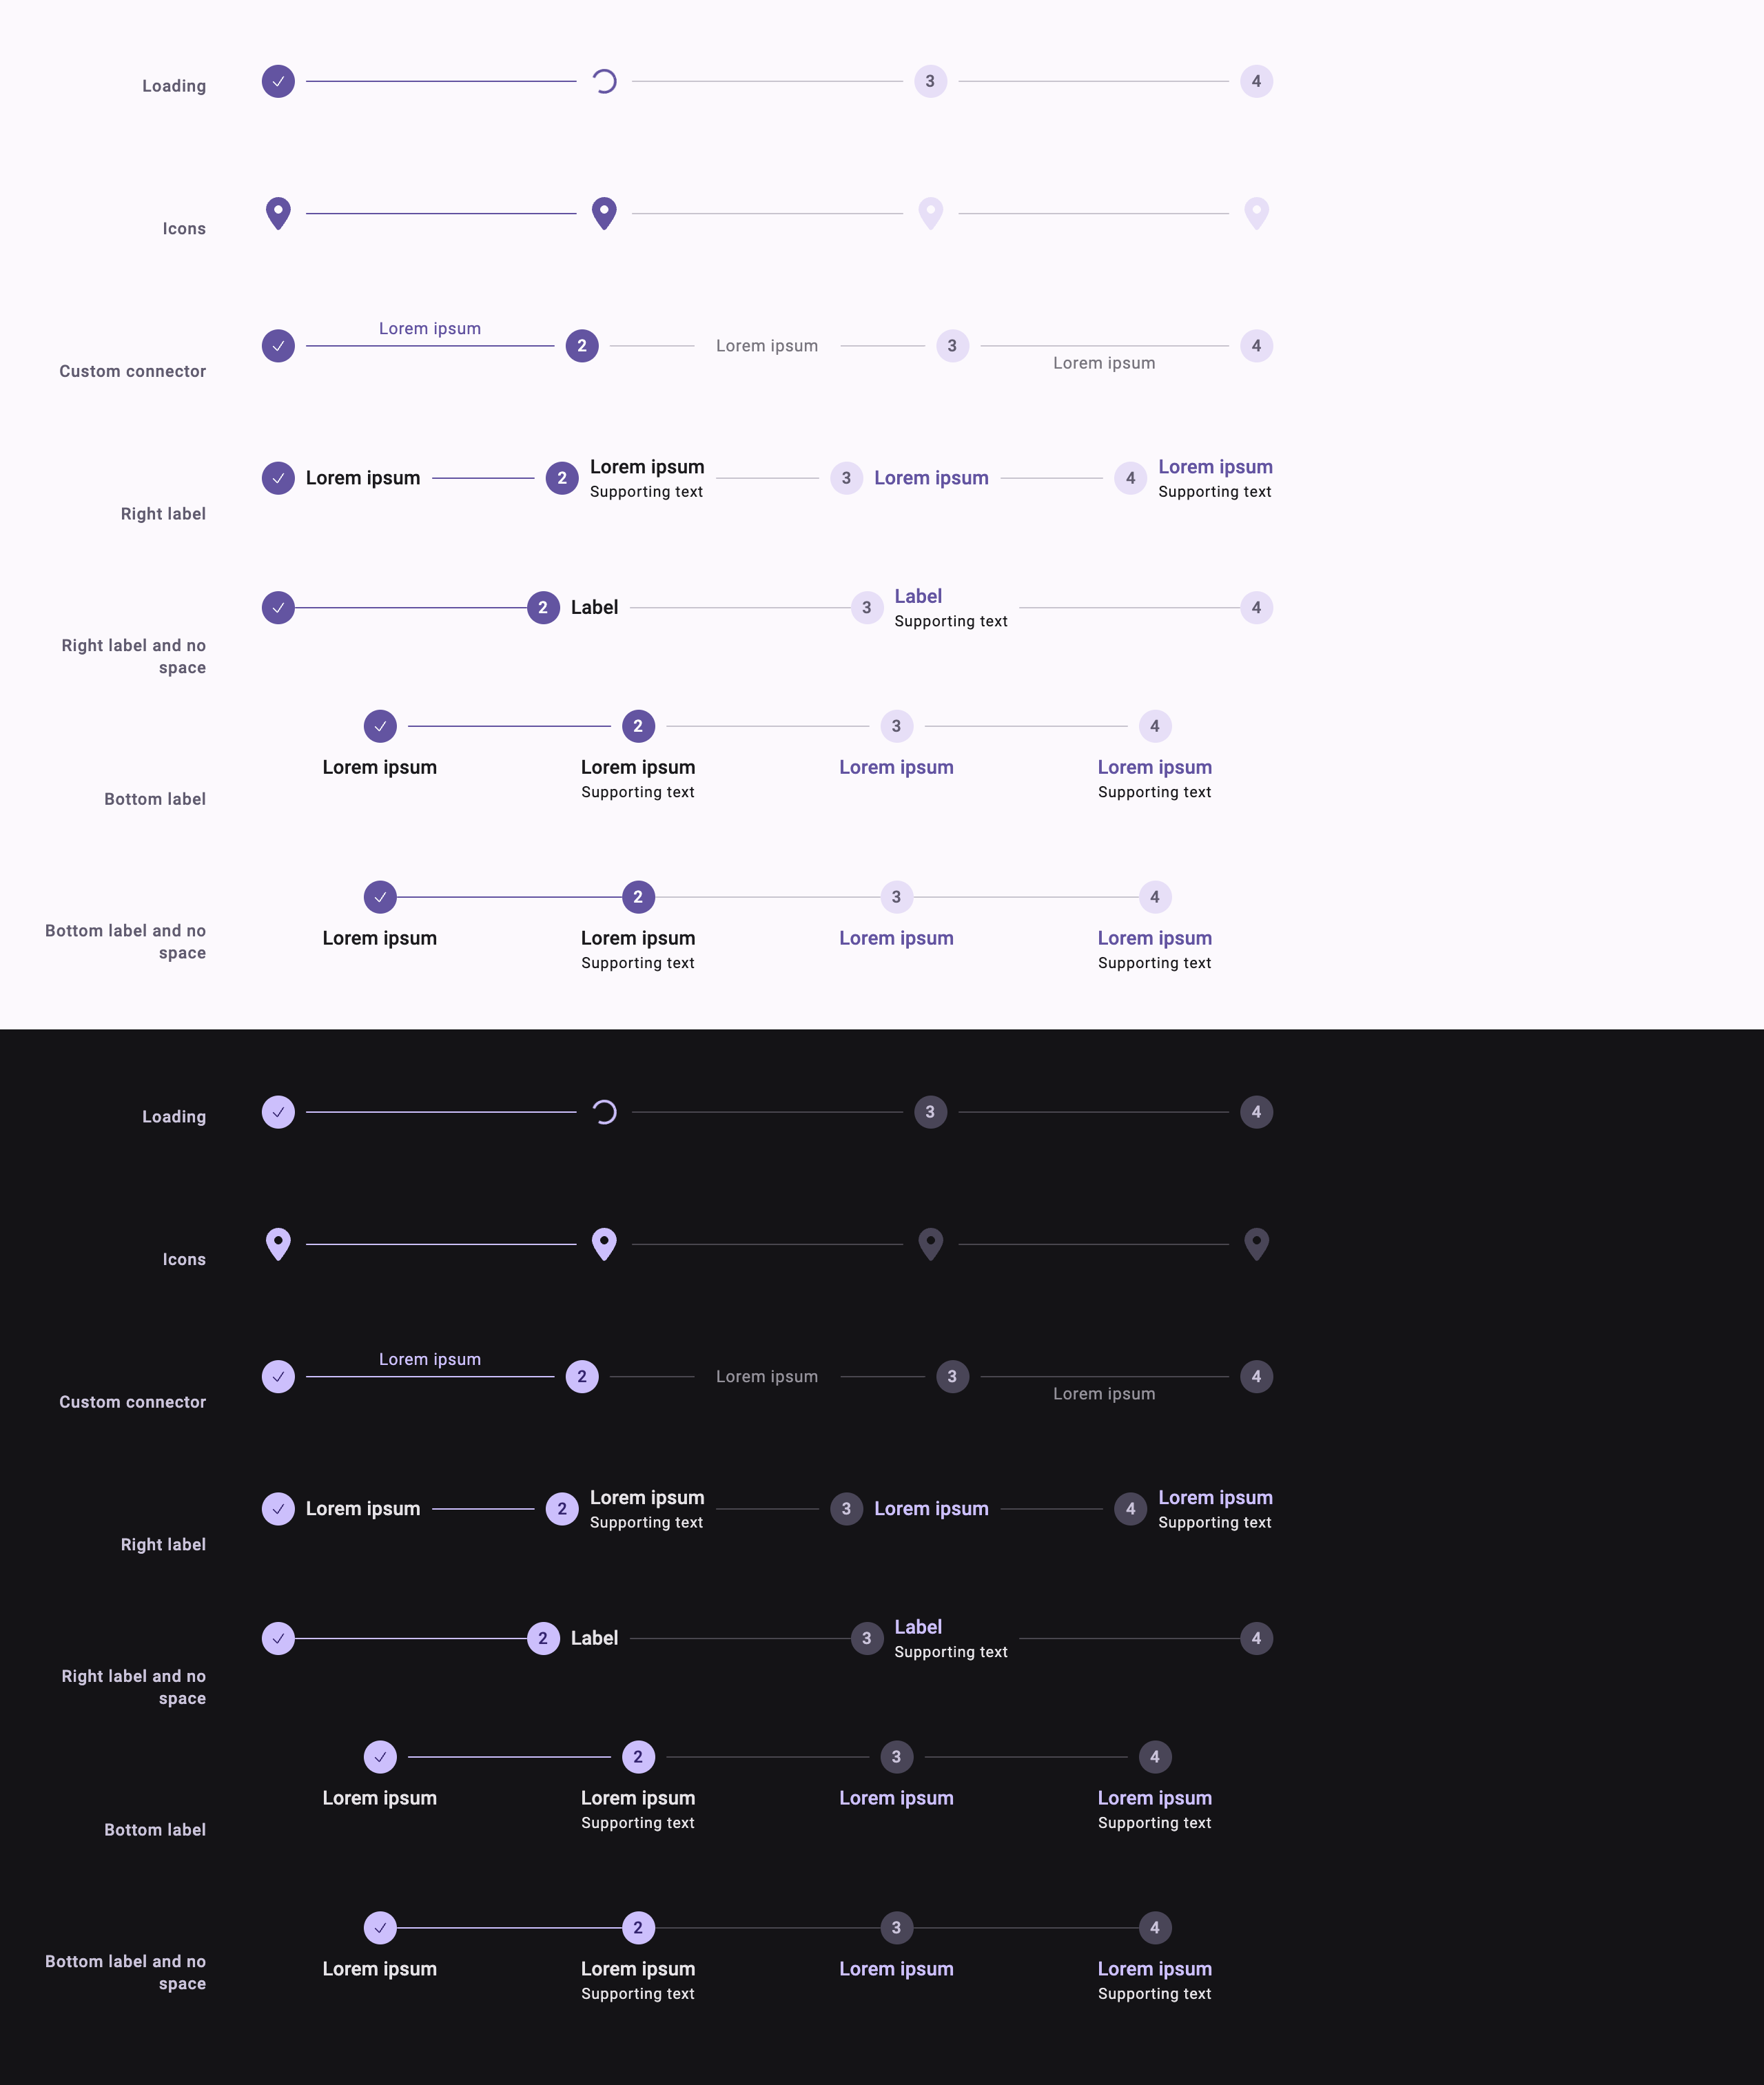 Loading
3
4
Icons
Custom connector
Lorem ipsum
2
Lorem ipsum
3
Lorem ipsum
4
Right label
Lorem ipsum
2
Lorem ipsum
Supporting text
3
Lorem ipsum
4
Lorem ipsum
Supporting text
Right label and no
space
2
Label
3
Label
Supporting text
4
Bottom label
2
3
4
Lorem ipsum
Lorem ipsum
Supporting text
Lorem ipsum
Lorem ipsum
Supporting text
Bottom label and no
space
2
3
4
Lorem ipsum
Lorem ipsum
Supporting text
Lorem ipsum
Lorem ipsum
Supporting text
Loading
3
4
Icons
Custom connector
Lorem ipsum
2
Lorem ipsum
3
Lorem ipsum
4
Right label
Lorem ipsum
2
Lorem ipsum
Supporting text
3
Lorem ipsum
4
Lorem ipsum
Supporting text
Right label and no
space
2
Label
3
Label
Supporting text
4
Bottom label
2
3
4
Lorem ipsum
Lorem ipsum
Supporting text
Lorem ipsum
Lorem ipsum
Supporting text
Bottom label and no
space
2
3
4
Lorem ipsum
Lorem ipsum
Supporting text
Lorem ipsum
Lorem ipsum
Supporting text